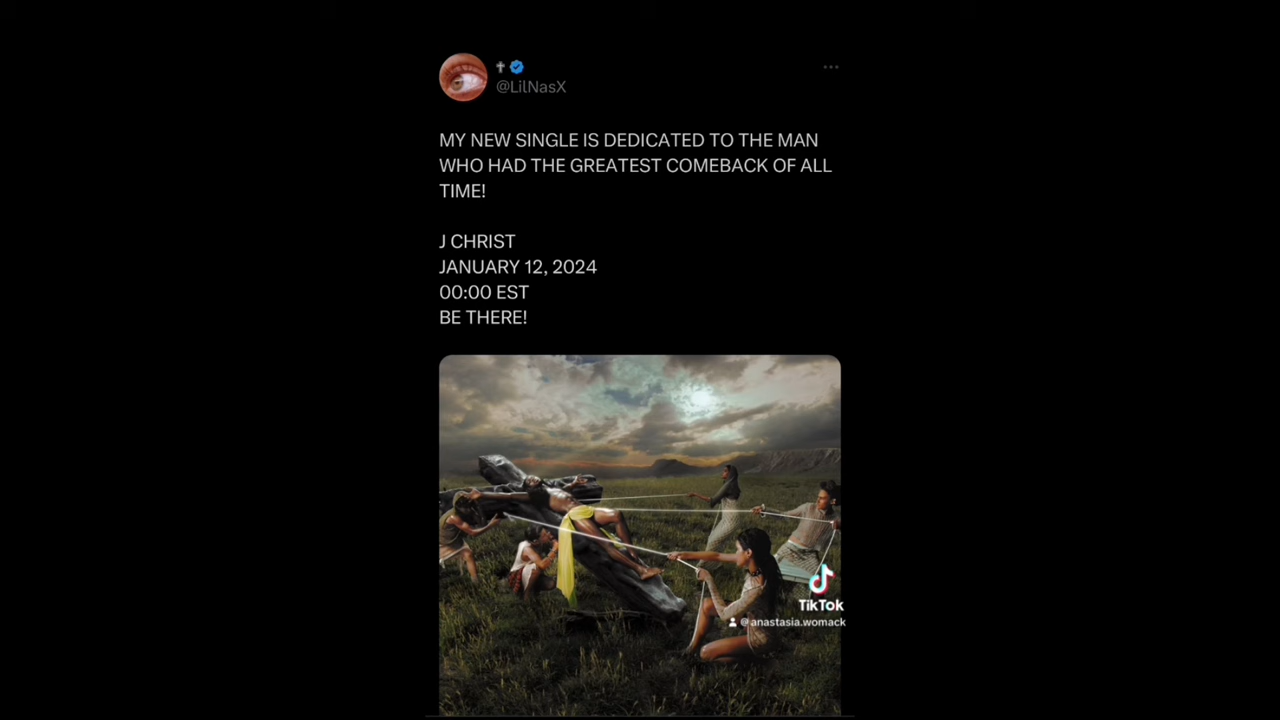 ✝
@LilNasX
MY NEW SINGLE IS DEDICATED TO THE MAN
WHO HAD THE GREATEST COMEBACK OF ALL
TIME!
J CHRIST
JANUARY 12, 2024
00:00 EST
BE THERE!
TikTok
@anastasia.womack